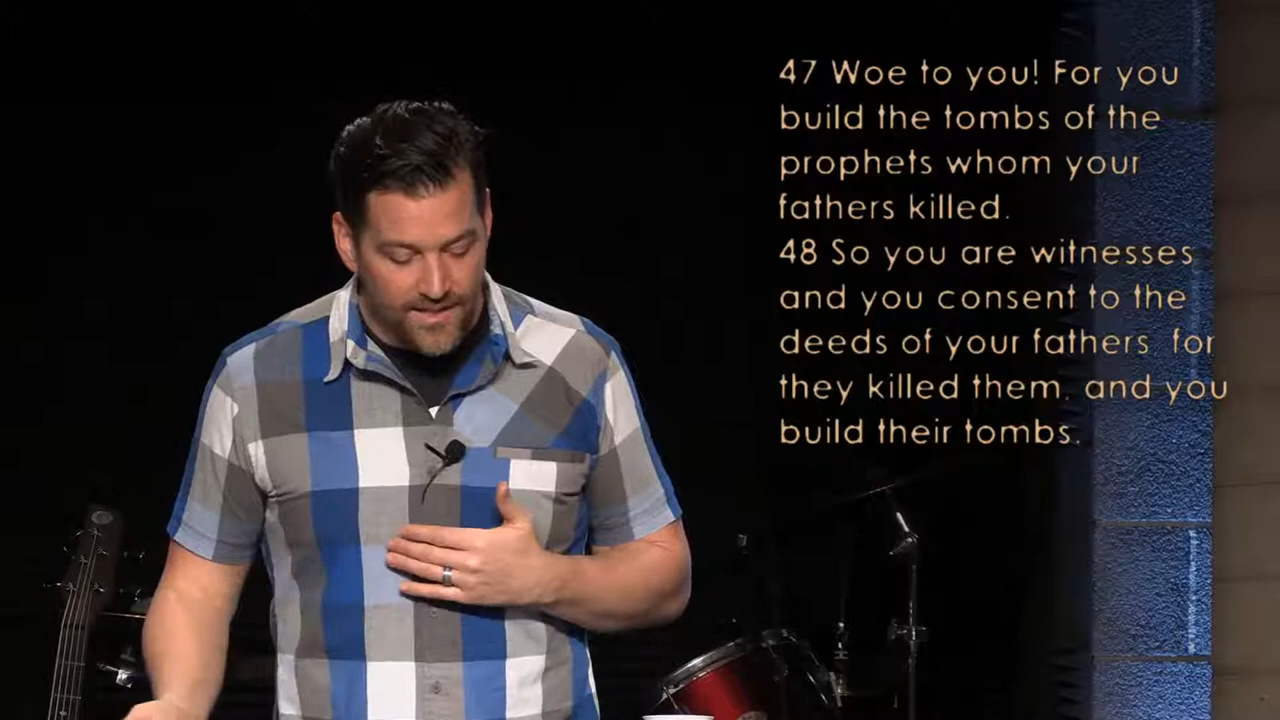 47 Woe to you! For you
build the tombs of the
prophets whom your
fathers killed.
48 So you are witnesses
and you consent to the
deeds of your fathers for
they killed them, and you
build their tombs.